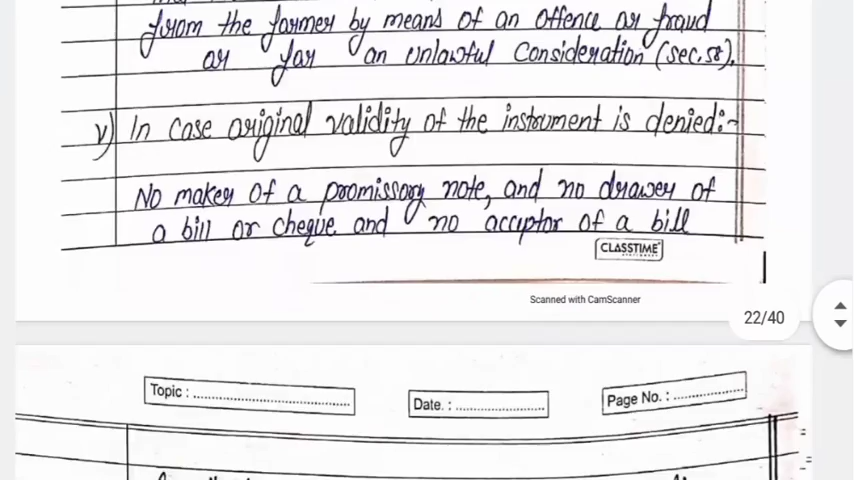 from the former by means of an offence or fraud
or for an unlawful Consideration (sec.58).
v) In case original validity of the instrument is denied:-
No maker of a promissory note, and no drawer of
a bill or cheque and no acceptor of a bill
CLASSTIME
Scanned with CamScanner
22/40
Topic : ............................................
Date. : ........................
Page No. : ....................